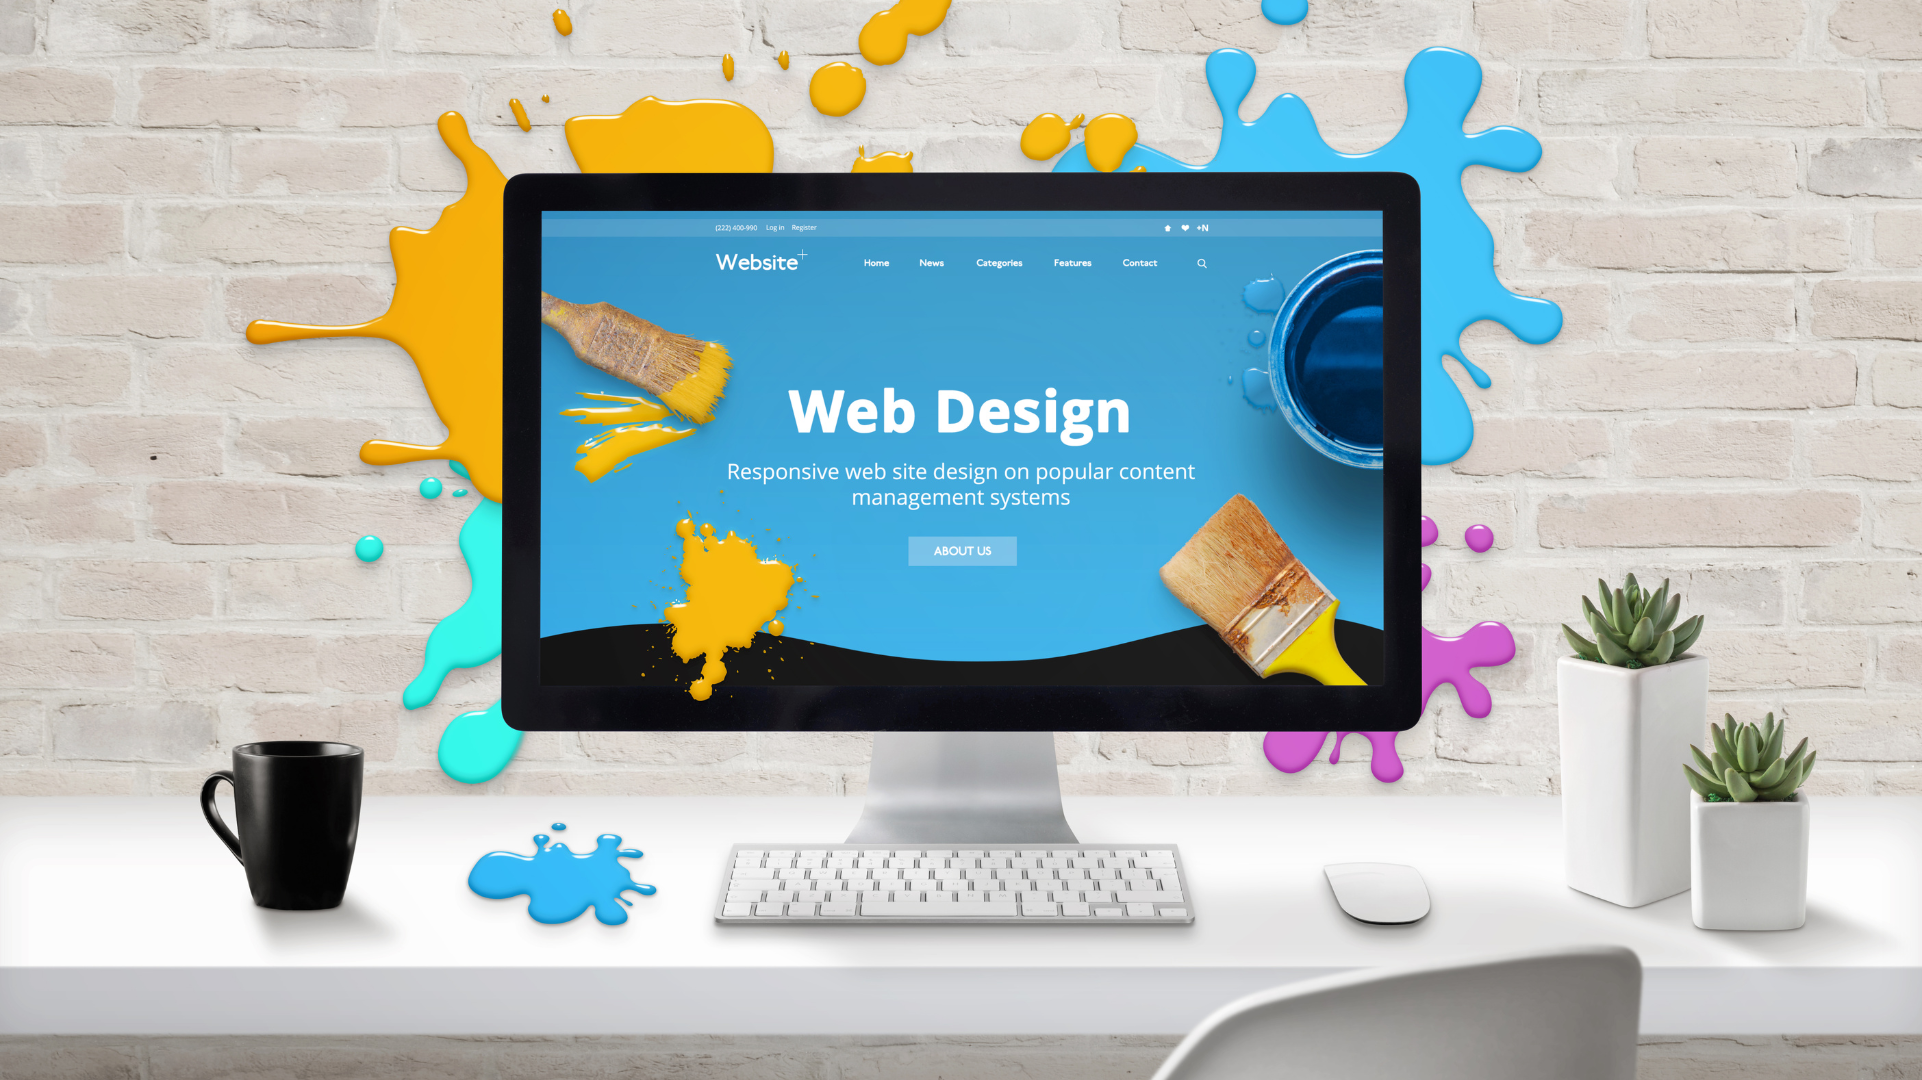 (222) 400-990 Log in Register
+N
Website+
Home News Categories Features Contact
Web Design
Responsive web site design on popular content
management systems
ABOUT US